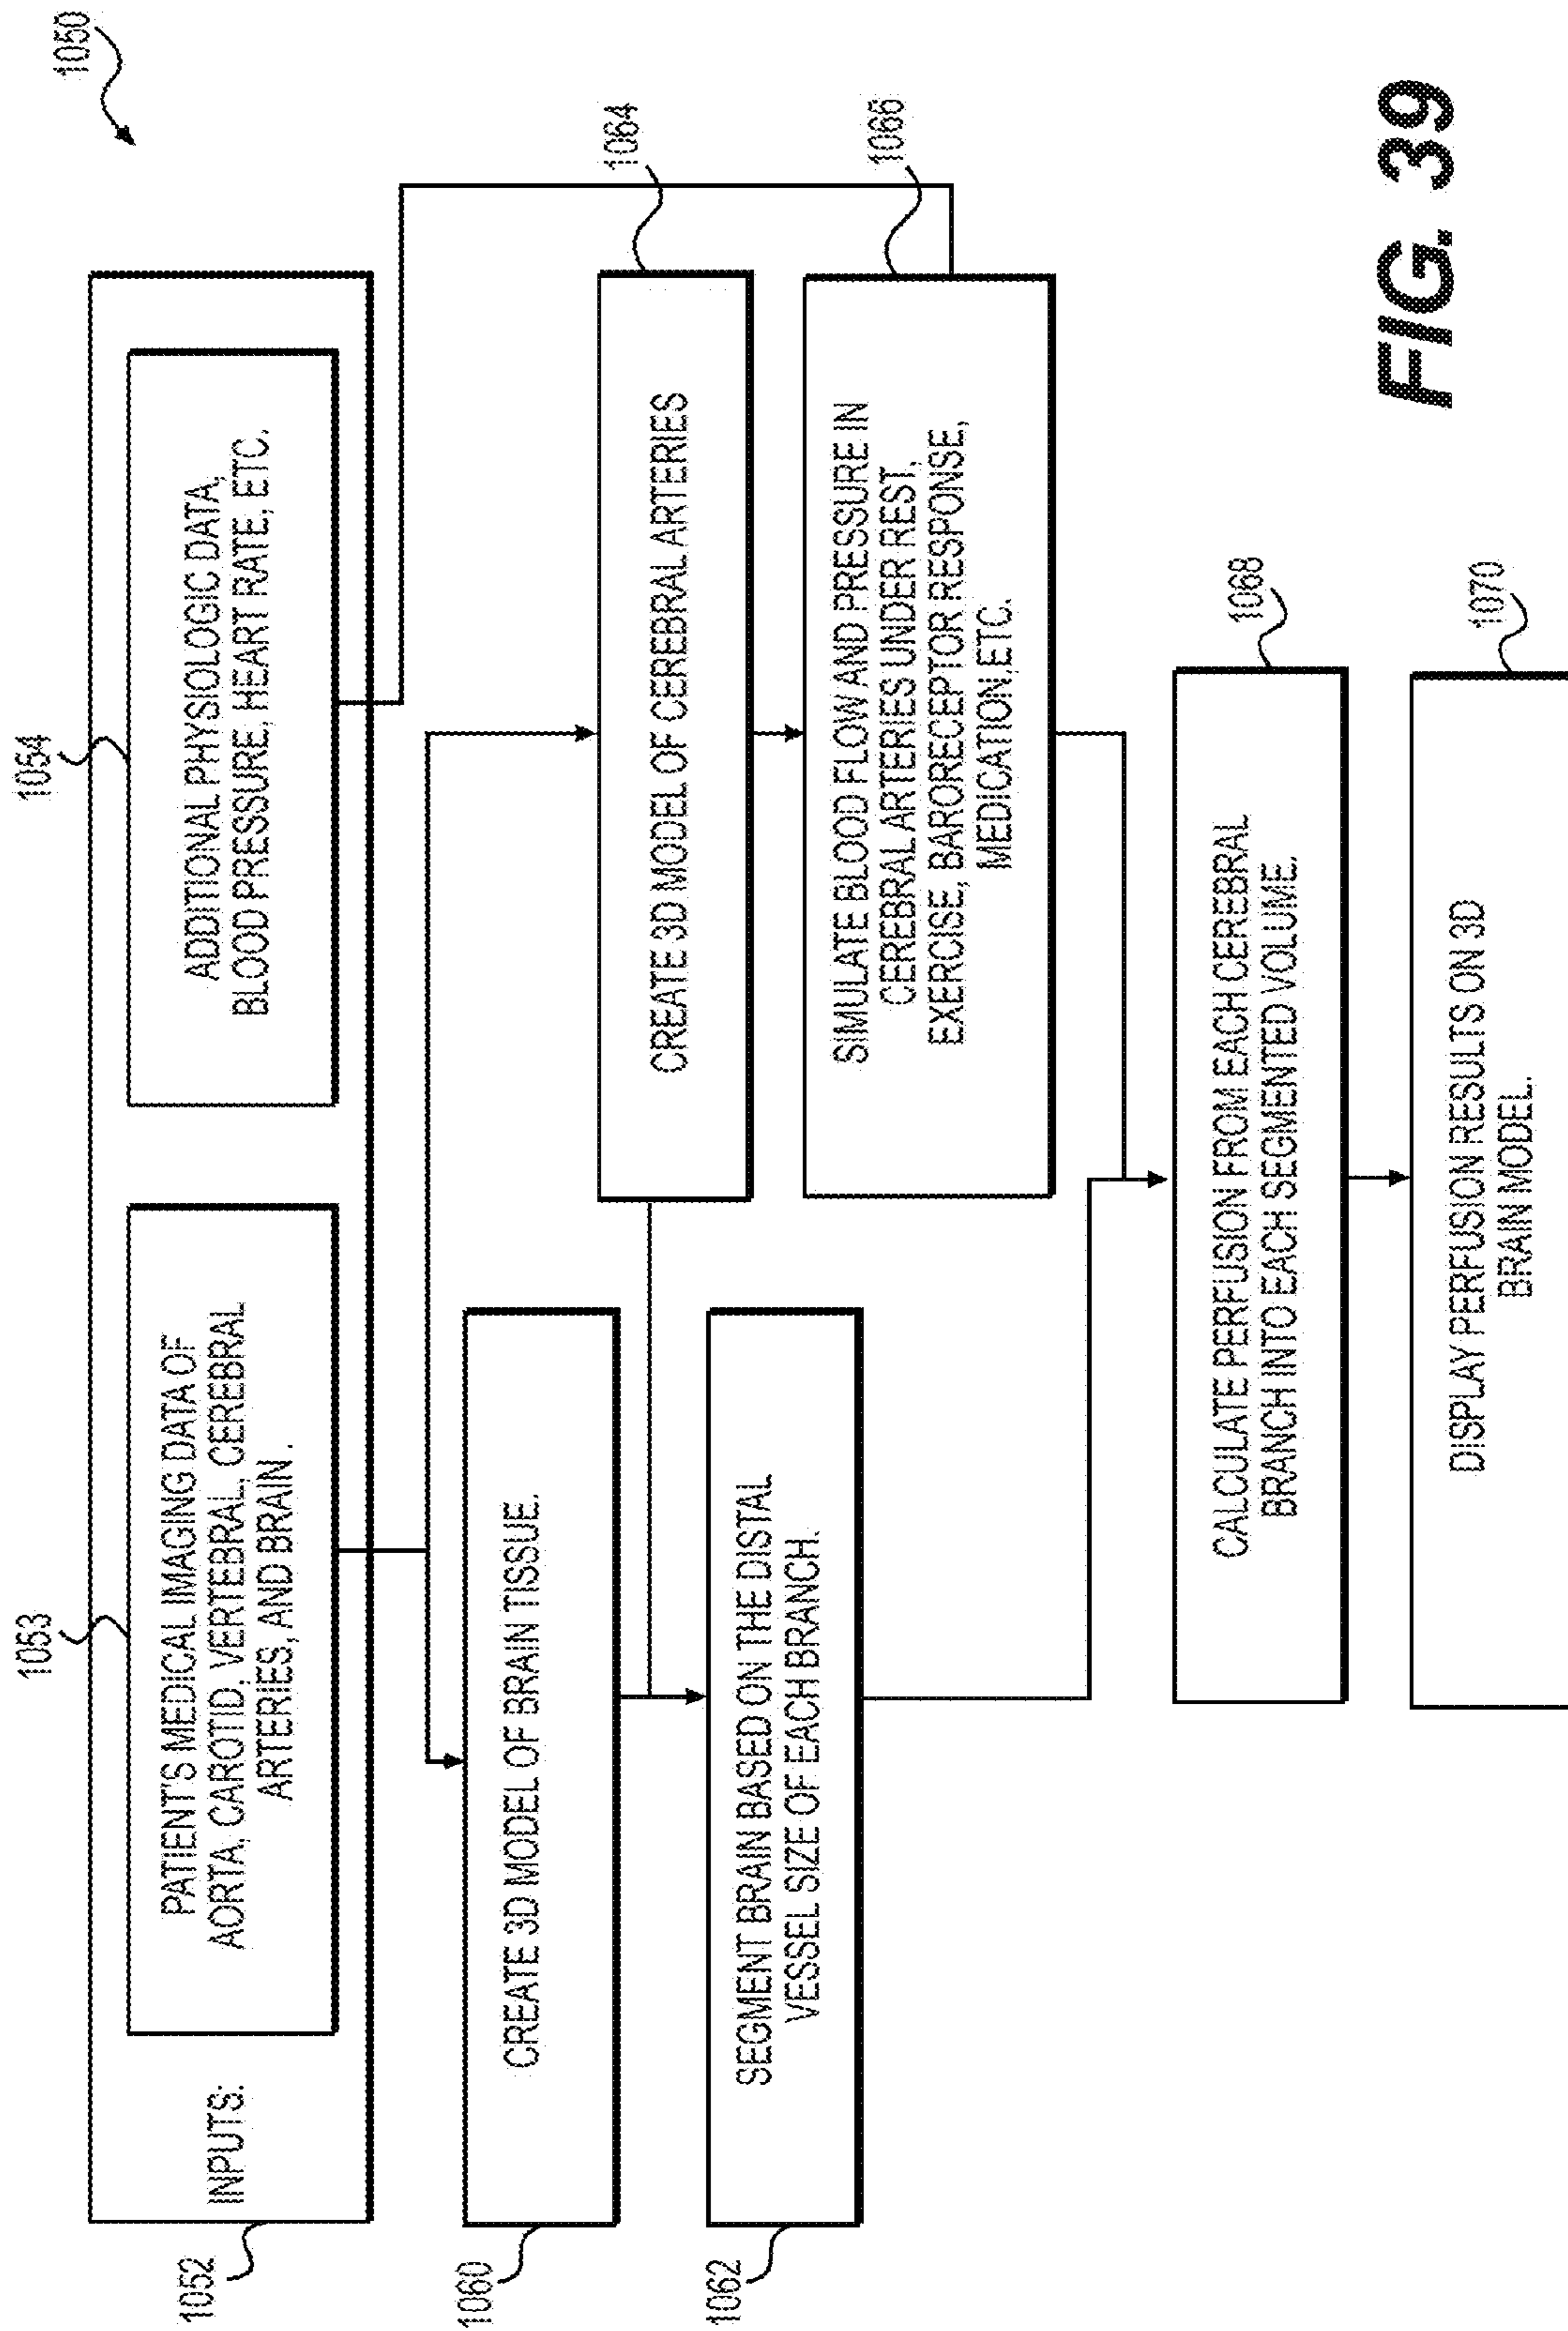 1050
1053
1054
1052
INPUTS:
PATIENT'S MEDICAL IMAGING DATA OF
AORTA, CAROTID, VERTEBRAL, CEREBRAL
ARTERIES, AND BRAIN.
ADDITIONAL PHYSIOLOGIC DATA,
BLOOD PRESSURE, HEART RATE, ETC.
1060
CREATE 3D MODEL OF BRAIN TISSUE.
1064
CREATE 3D MODEL OF CEREBRAL ARTERIES
1062
SEGMENT BRAIN BASED ON THE DISTAL
VESSEL SIZE OF EACH BRANCH.
1066
SIMULATE BLOOD FLOW AND PRESSURE IN
CEREBRAL ARTERIES UNDER REST,
EXERCISE, BARORECEPTOR RESPONSE,
MEDICATION,ETC.
1068
CALCULATE PERFUSION FROM EACH CEREBRAL
BRANCH INTO EACH SEGMENTED VOLUME.
1070
DISPLAY PERFUSION RESULTS ON 3D
BRAIN MODEL.
FIG. 39